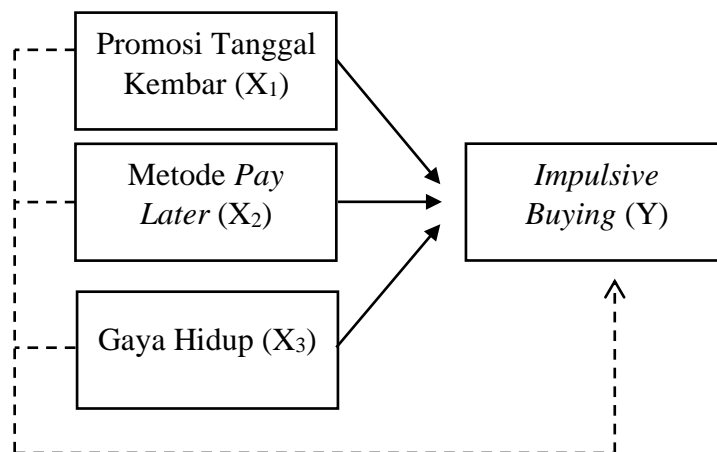 Promosi Tanggal
Kembar (X₁)
Metode Pay
Later (X₂)
Impulsive
Buying (Y)
Gaya Hidup (X₃)